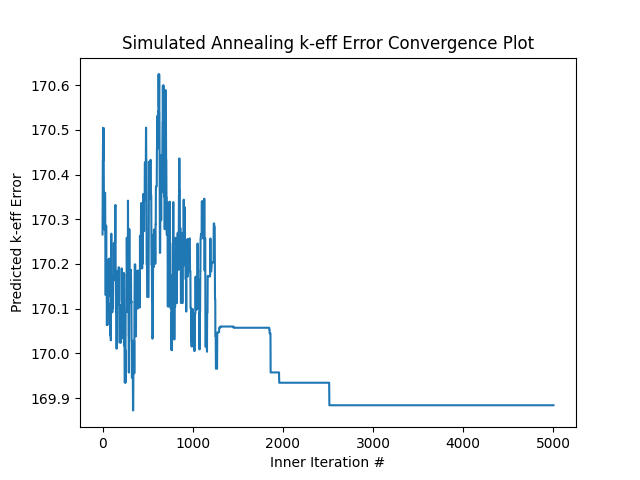 Simulated Annealing k-eff Error Convergence Plot
170.6
170.5
170.4
170.3
170.2
170.1
170.0
169.9
Predicted k-eff Error
0 1000 2000 3000 4000 5000
Inner Iteration #